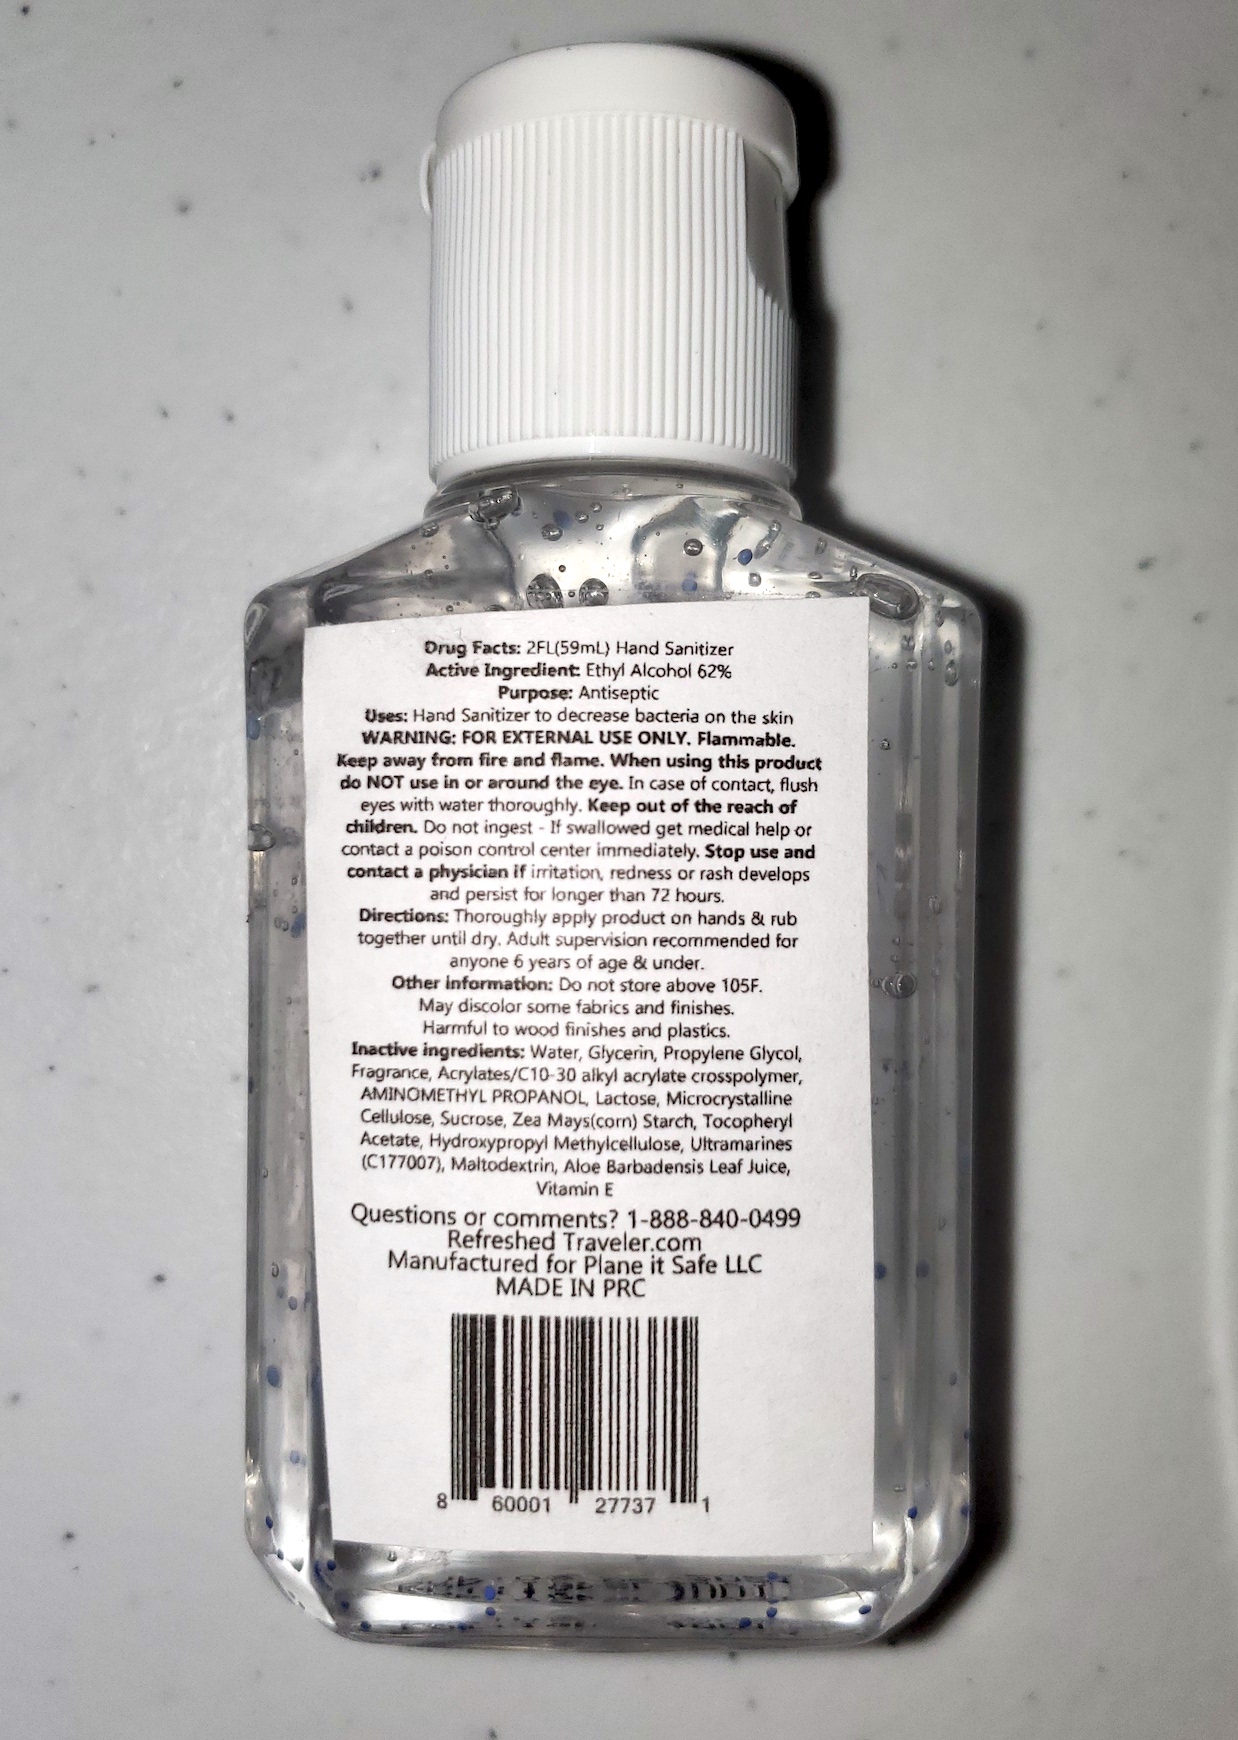 Drug Facts: 2FL(59mL) Hand Sanitizer
Active Ingredient: Ethyl Alcohol 62%
Purpose: Antiseptic
Uses: Hand Sanitizer to decrease bacteria on the skin
WARNING: FOR EXTERNAL USE ONLY. Flammable.
Keep away from fire and flame. When using this product
do NOT use in or around the eye. In case of contact, flush
eyes with water thoroughly. Keep out of the reach of
children. Do not ingest - If swallowed get medical help or
contact a poison control center immediately. Stop use and
contact a physician if irritation, redness or rash develops
and persist for longer than 72 hours.
Directions: Thoroughly apply product on hands & rub
together until dry. Adult supervision recommended for
anyone 6 years of age & under.
Other information: Do not store above 105F.
May discolor some fabrics and finishes.
Harmful to wood finishes and plastics.
Inactive ingredients: Water, Glycerin, Propylene Glycol,
Fragrance, Acrylates/C10-30 alkyl acrylate crosspolymer,
AMINOMETHYL PROPANOL, Lactose, Microcrystalline
Cellulose, Sucrose, Zea Mays(corn) Starch, Tocopheryl
Acetate, Hydroxypropyl Methylcellulose, Ultramarines
(C177007), Maltodextrin, Aloe Barbadensis Leaf Juice,
Vitamin E
Questions or comments? 1-888-840-0499
Refreshed Traveler.com
Manufactured for Plane it Safe LLC
MADE IN PRC
8 60001 27737 1